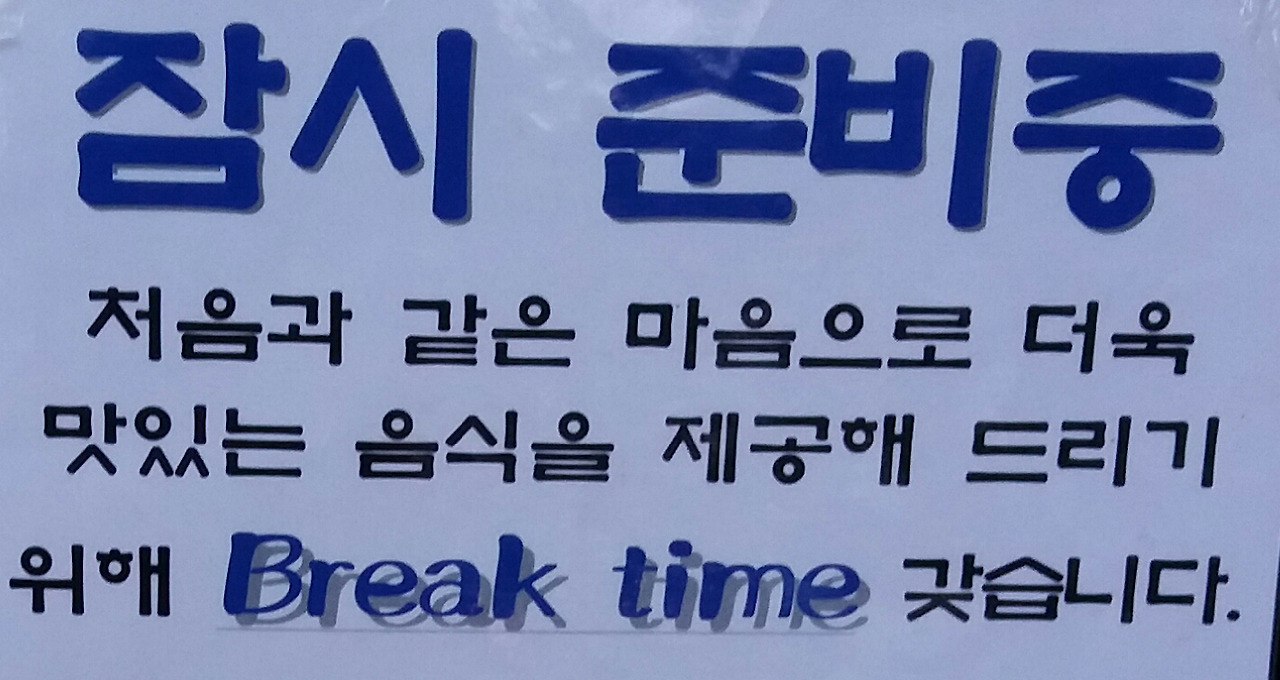 잠시 준비중
처음과 같은 마음으로 더욱
맛있는 음식을 제공해 드리기
위해 Break time 갖습니다.